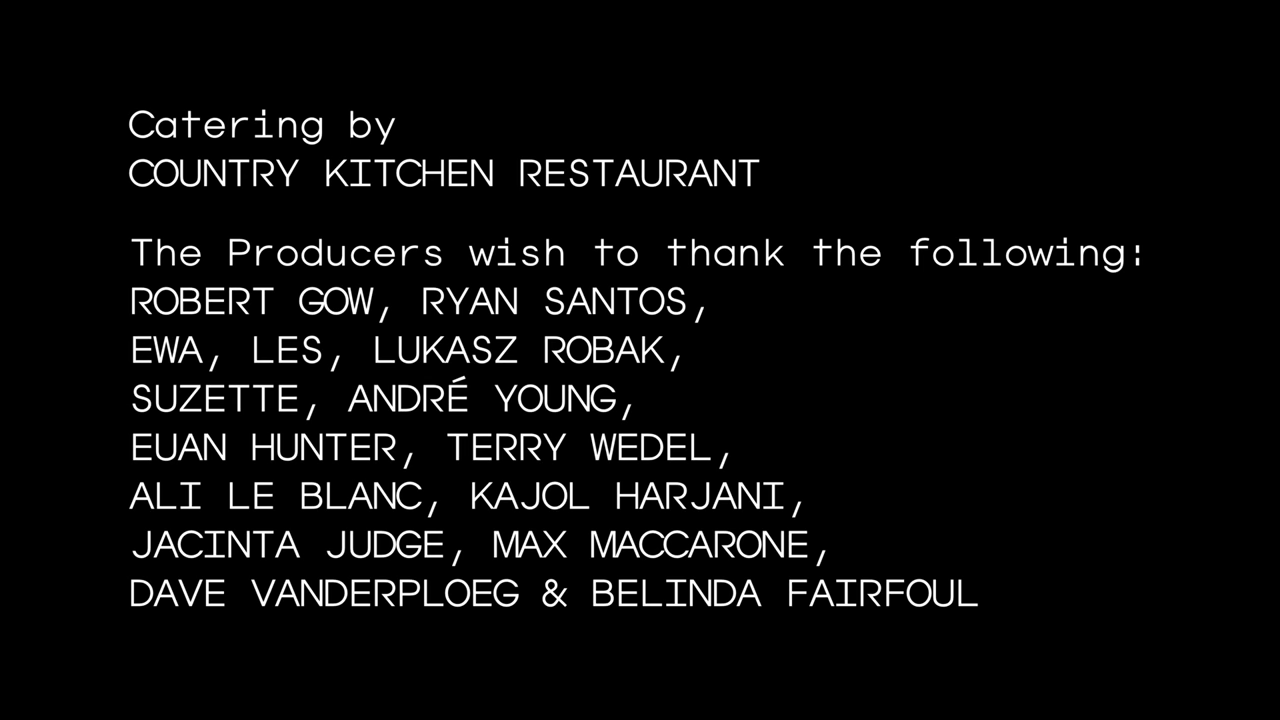 Catering by
COUNTRY KITCHEN RESTAURANT
The Producers wish to thank the following:
ROBERT GOW, RYAN SANTOS,
EWA, LES, LUKASZ ROBAK,
SUZETTE, ANDRÉ YOUNG,
EUAN HUNTER, TERRY WEDEL,
ALI LE BLANC, KAJOL HARJANI,
JACINTA JUDGE, MAX MACCARONE,
DAVE VANDERPLOEG & BELINDA FAIRFOUL